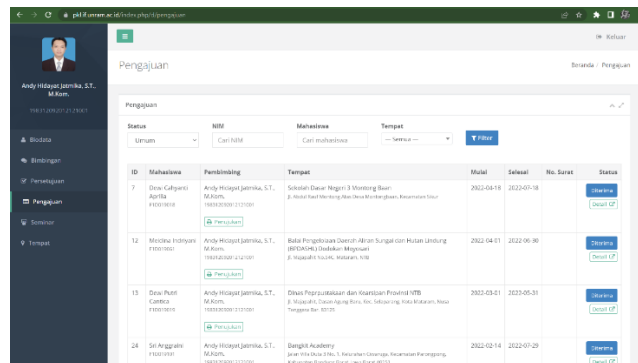 pkl.if.unram.ac.id/index.php/d/pengajuan
Keluar
Pengajuan
Beranda / Pengajuan
Andy Hidayat Jatmika, S.T.,
M.Kom.
Biodata
Bimbingan
Persetujuan
Pengajuan
Seminar
Tempat
Pengajuan
Status NIM Mahasiswa Tempat
Umum Cari NIM Cari mahasiswa --- Semua --- Filter
ID Mahasiswa Pembimbing Tempat Mulai Selesai No. Surat Status
7 Dewi Cahyanti Andy Hidayat Jatmika, S.T., Sekolah Dasar Negeri 3 Montong Baan 2022-04-18 2022-07-18 Diterima
Aprilia M.Kom. Detail
Penunjukan
12 Andy Hidayat Jatmika, S.T., Balai Pengelolaan Daerah Aliran Sungai dan Hutan Lindung 2022-04-01 2022-06-30 Diterima
M.Kom. (BPDASHL) Dodokan Moyosari Detail
Penunjukan
13 Dewi Putri Andy Hidayat Jatmika, S.T., Dinas Perpustakaan dan Kearsipan Provinsi NTB 2022-03-01 2022-05-31 Diterima
Cantica M.Kom. Detail
Penunjukan
24 Sri Anggraini Andy Hidayat Jatmika, S.T., Bangkit Academy 2022-02-14 2022-07-29 Diterima
M.Kom. Detail